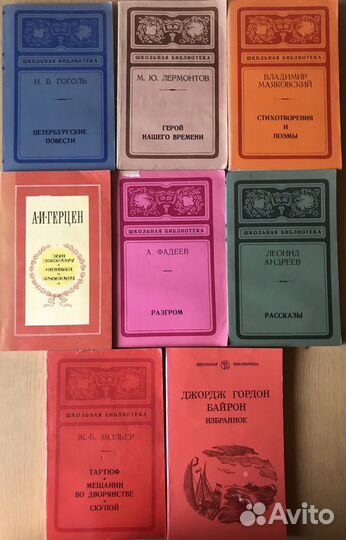 ШКОЛЬНАЯ БИБЛИОТЕКА
Н. В. ГОГОЛЬ
ПЕТЕРБУРГСКИЕ
ПОВЕСТИ
ШКОЛЬНАЯ БИБЛИОТЕКА
М. Ю. ЛЕРМОНТОВ
ГЕРОЙ
НАШЕГО ВРЕМЕНИ
ШКОЛЬНАЯ БИБЛИОТЕКА
ВЛАДИМИР
МАЯКОВСКИЙ
СТИХОТВОРЕНИЯ
И
ПОЭМЫ
А·И·ГЕРЦЕН
ШКОЛЬНАЯ БИБЛИОТЕКА
А. ФАДЕЕВ
РАЗГРОМ
ШКОЛЬНАЯ БИБЛИОТЕКА
ЛЕОНИД
АНДРЕЕВ
РАССКАЗЫ
ШКОЛЬНАЯ БИБЛИОТЕКА
Ж.-Б. МОЛЬЕР
ТАРТЮФ
МЕЩАНИН
ВО ДВОРЯНСТВЕ
СКУПОЙ
ШКОЛЬНАЯ БИБЛИОТЕКА
ДЖОРДЖ ГОРДОН
БАЙРОН
ИЗБРАННОЕ
Avito